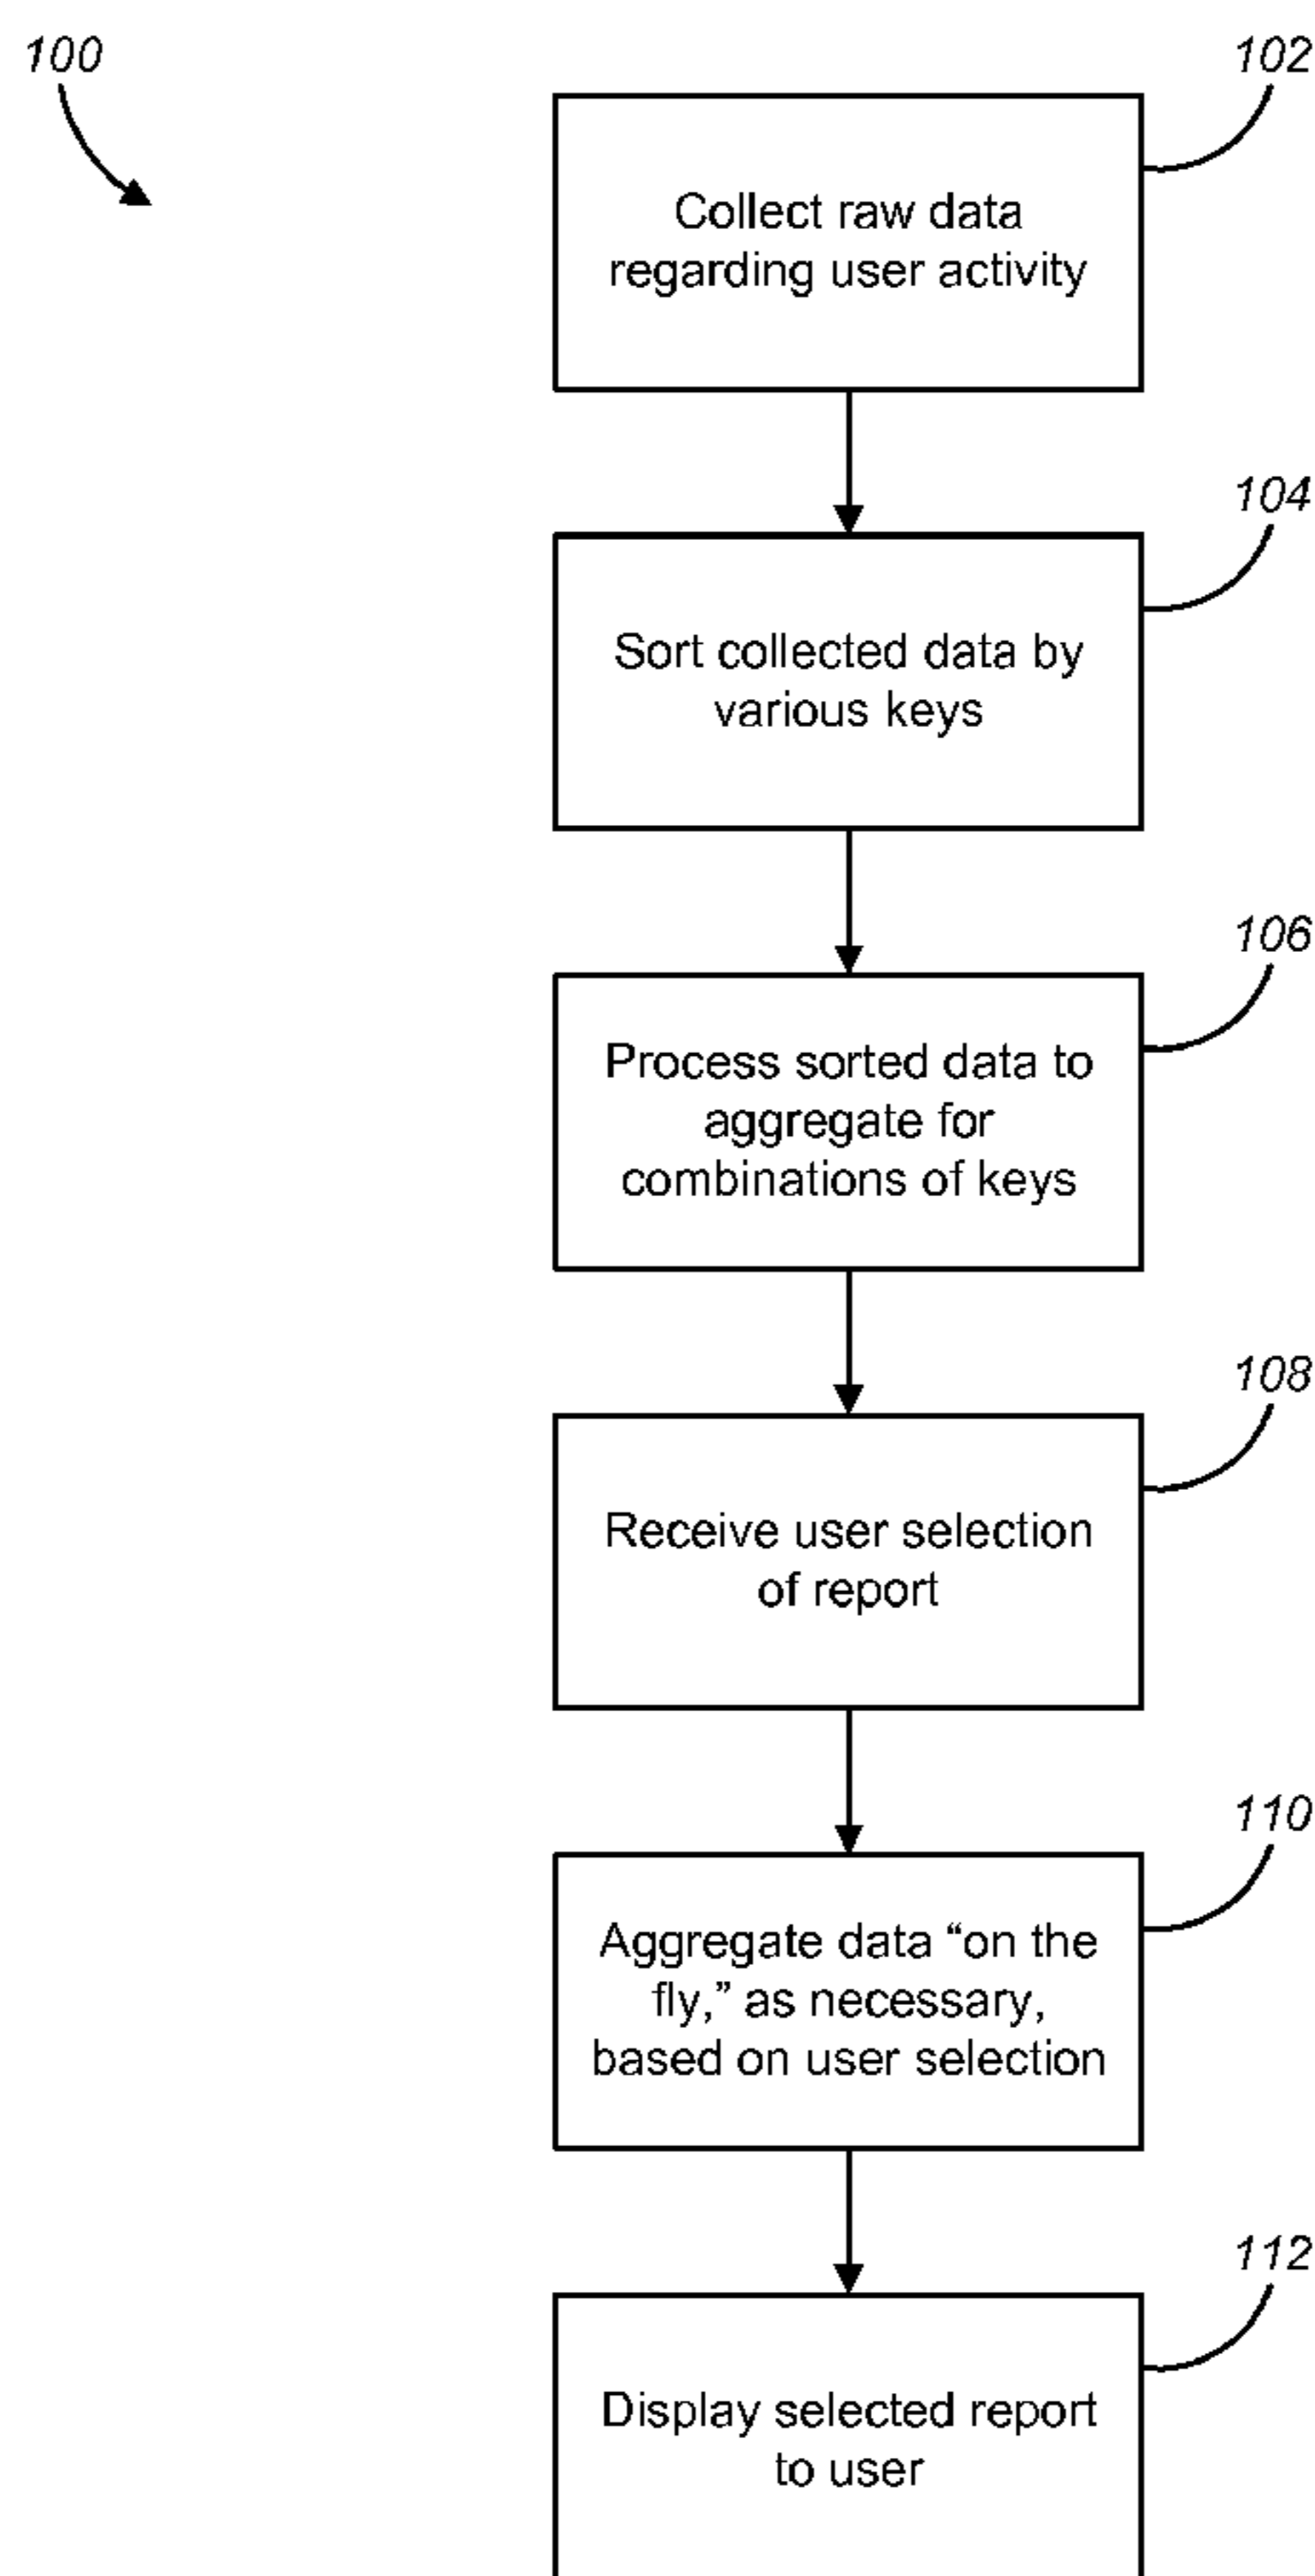 100
102
Collect raw data
regarding user activity
104
Sort collected data by
various keys
106
Process sorted data to
aggregate for
combinations of keys
108
Receive user selection
of report
110
Aggregate data “on the
fly,” as necessary,
based on user selection
112
Display selected report
to user